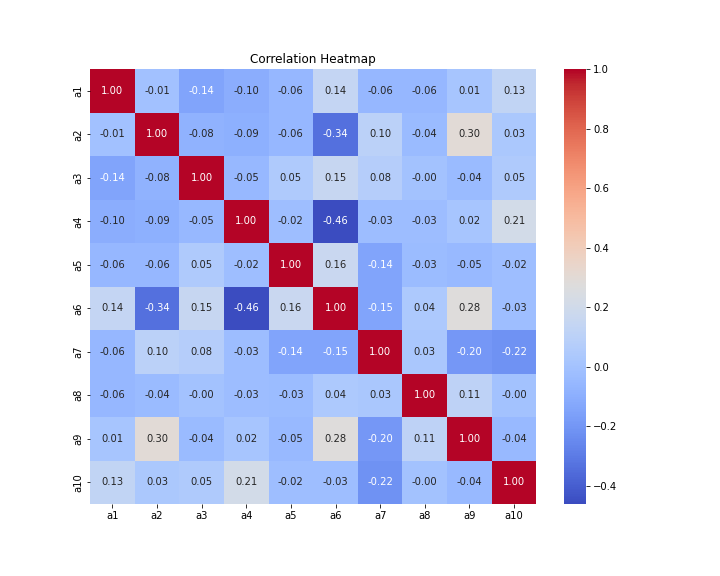 Correlation Heatmap
a1 1.00 -0.01 -0.14 -0.10 -0.06 0.14 -0.06 -0.06 0.01 0.13
a2 -0.01 1.00 -0.08 -0.09 -0.06 -0.34 0.10 -0.04 0.30 0.03
a3 -0.14 -0.08 1.00 -0.05 0.05 0.15 0.08 -0.00 -0.04 0.05
a4 -0.10 -0.09 -0.05 1.00 -0.02 -0.46 -0.03 -0.03 0.02 0.21
a5 -0.06 -0.06 0.05 -0.02 1.00 0.16 -0.14 -0.03 -0.05 -0.02
a6 0.14 -0.34 0.15 -0.46 0.16 1.00 -0.15 0.04 0.28 -0.03
a7 -0.06 0.10 0.08 -0.03 -0.14 -0.15 1.00 0.03 -0.20 -0.22
a8 -0.06 -0.04 -0.00 -0.03 -0.03 0.04 0.03 1.00 0.11 -0.00
a9 0.01 0.30 -0.04 0.02 -0.05 0.28 -0.20 0.11 1.00 -0.04
a10 0.13 0.03 0.05 0.21 -0.02 -0.03 -0.22 -0.00 -0.04 1.00
a1 a2 a3 a4 a5 a6 a7 a8 a9 a10
1.0
0.8
0.6
0.4
0.2
0.0
−0.2
−0.4